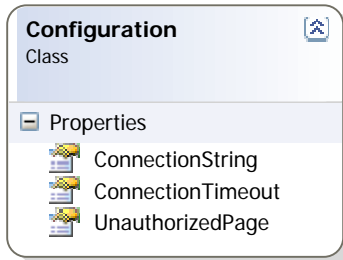 Configuration
Class
Properties
ConnectionString
ConnectionTimeout
UnauthorizedPage